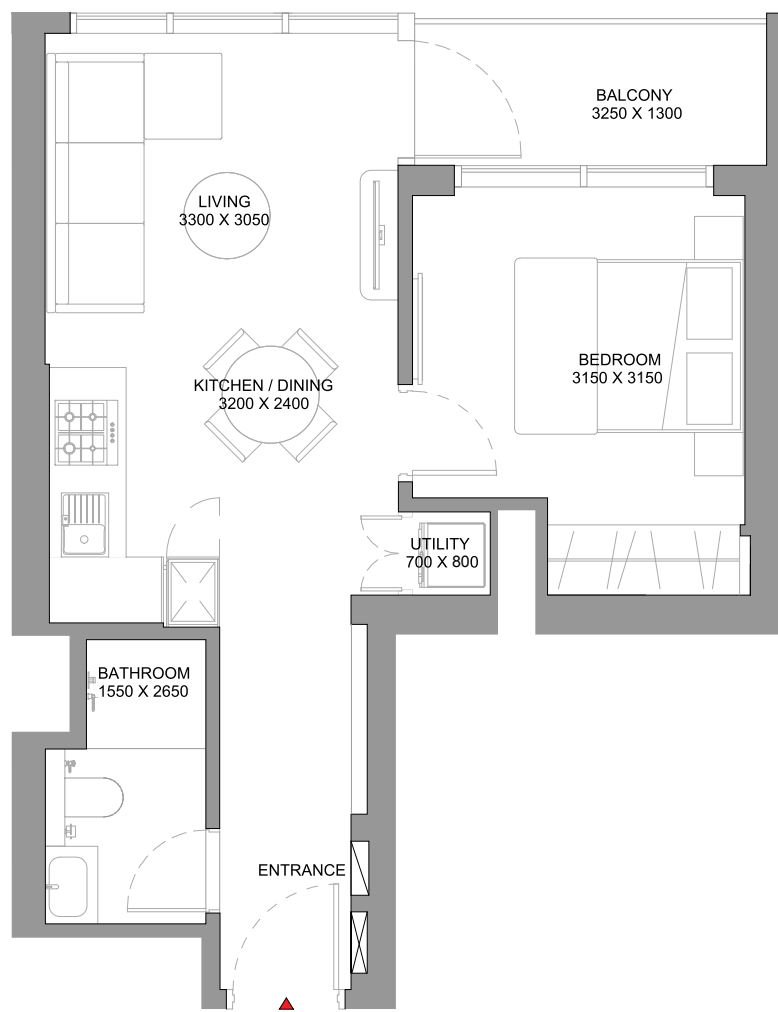 BALCONY
3250 X 1300
LIVING
3300 X 3050
BEDROOM
3150 X 3150
KITCHEN / DINING
3200 X 2400
UTILITY
700 X 800
BATHROOM
1550 X 2650
ENTRANCE